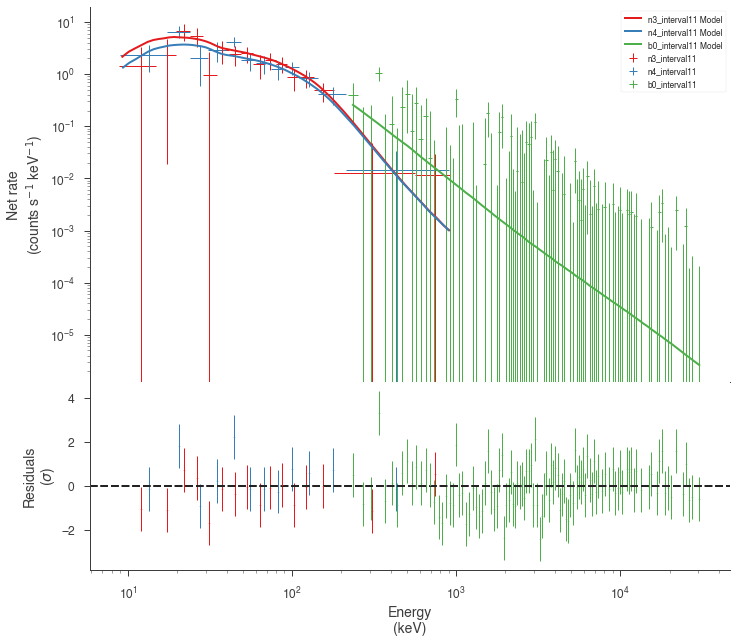 n3_interval11 Model
n4_interval11 Model
b0_interval11 Model
n3_interval11
n4_interval11
b0_interval11
Net rate
(counts s⁻¹ keV⁻¹)
10¹
10⁰
10⁻¹
10⁻²
10⁻³
10⁻⁴
10⁻⁵
Residuals
(σ)
4
2
0
−2
10¹ 10² 10³ 10⁴
Energy
(keV)